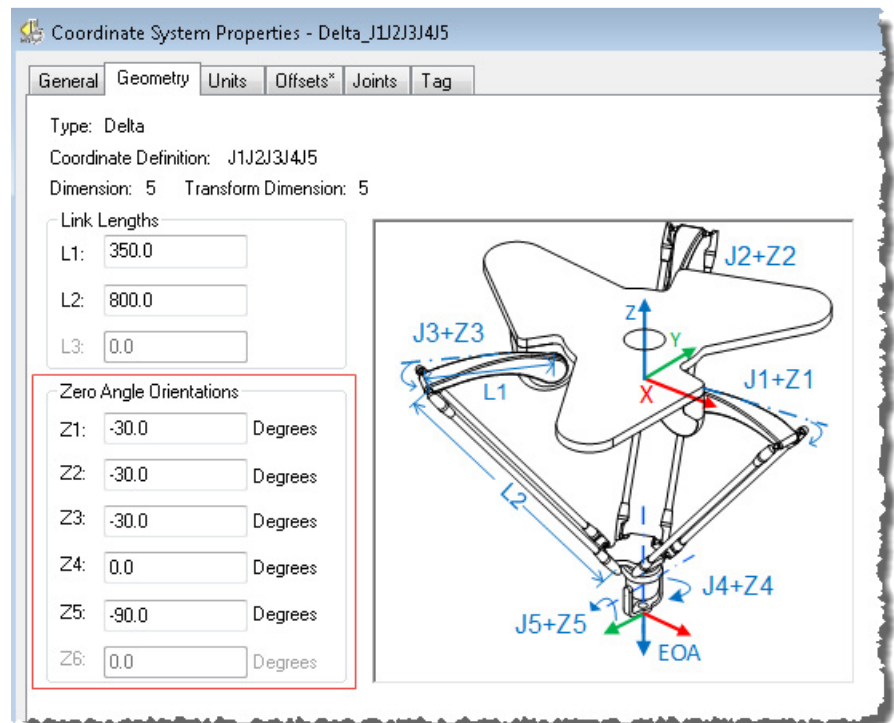 Coordinate System Properties - Delta_J1J2J3J4J5
General Geometry Units Offsets* Joints Tag
Type: Delta
Coordinate Definition: J1J2J3J4J5
Dimension: 5 Transform Dimension: 5
Link Lengths
L1: 350.0
L2: 800.0
L3: 0.0
Zero Angle Orientations
Z1: -30.0 Degrees
Z2: -30.0 Degrees
Z3: -30.0 Degrees
Z4: 0.0 Degrees
Z5: -90.0 Degrees
Z6: 0.0 Degrees
J2+Z2
Z
Y
J3+Z3
L1
X
J1+Z1
L2
J4+Z4
J5+Z5
EOA